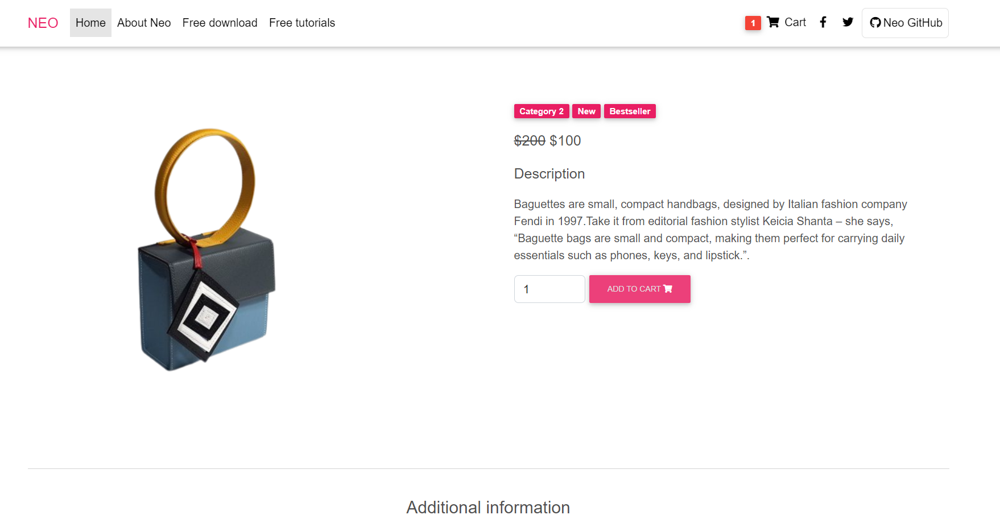 NEO Home About Neo Free download Free tutorials 1 Cart Neo GitHub
Category 2 New Bestseller
$200 $100
Description
Baguettes are small, compact handbags, designed by Italian fashion company
Fendi in 1997.Take it from editorial fashion stylist Keicia Shanta – she says,
“Baguette bags are small and compact, making them perfect for carrying daily
essentials such as phones, keys, and lipstick.”.
1 ADD TO CART
Additional information